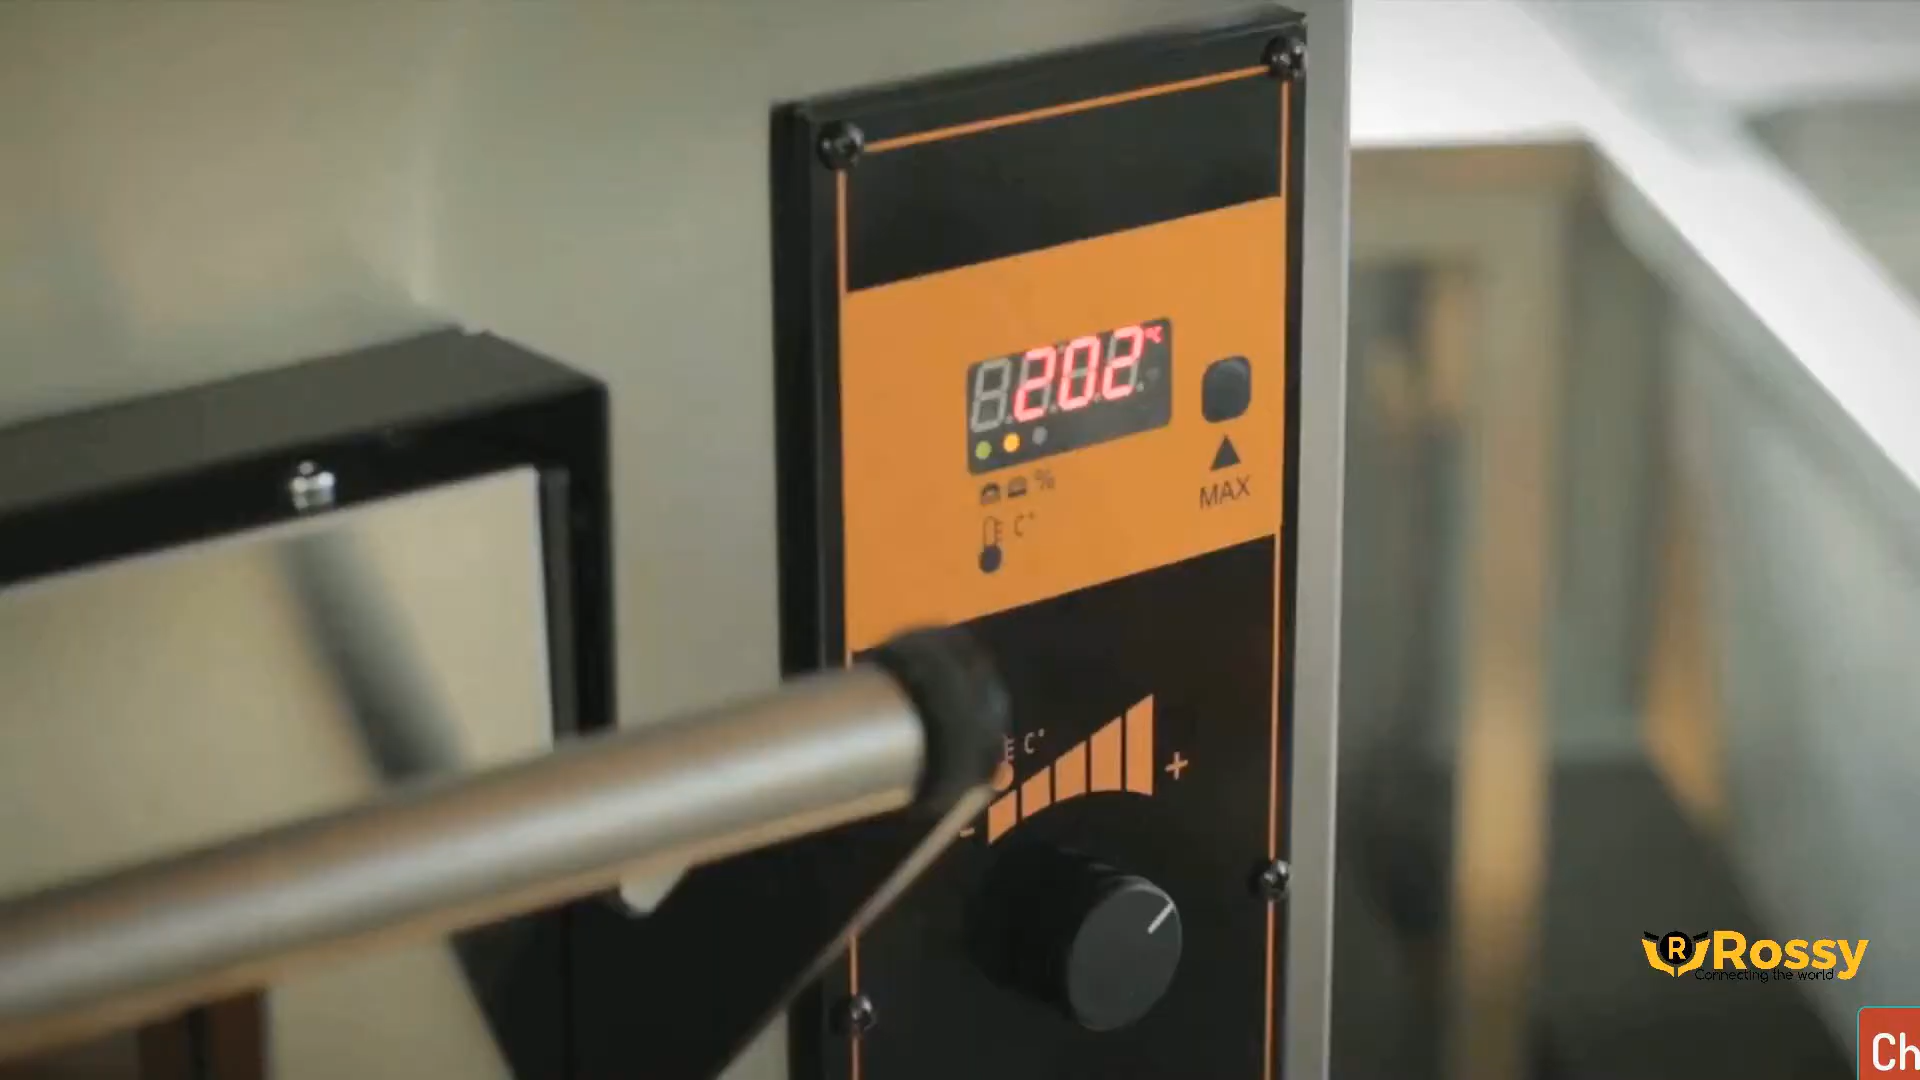 202 °C
%
C°
MAX
C°
+
-
R Rossy
Connecting the world
Ch